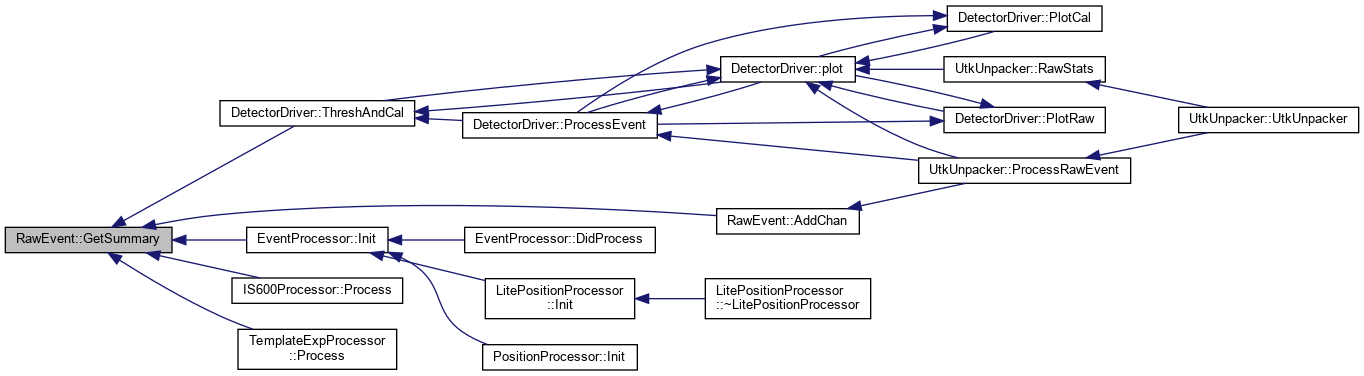 DetectorDriver::PlotCal
DetectorDriver::plot
UtkUnpacker::RawStats
DetectorDriver::ThreshAndCal
DetectorDriver::ProcessEvent
DetectorDriver::PlotRaw
UtkUnpacker::UtkUnpacker
UtkUnpacker::ProcessRawEvent
RawEvent::AddChan
RawEvent::GetSummary
EventProcessor::Init
EventProcessor::DidProcess
IS600Processor::Process
LitePositionProcessor
::Init
LitePositionProcessor
::~LitePositionProcessor
TemplateExpProcessor
::Process
PositionProcessor::Init